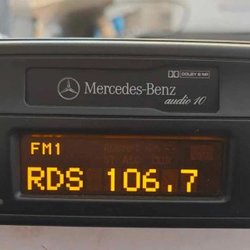 DOLBY B NR
Mercedes-Benz
audio 10
FM1
RDS 106.7